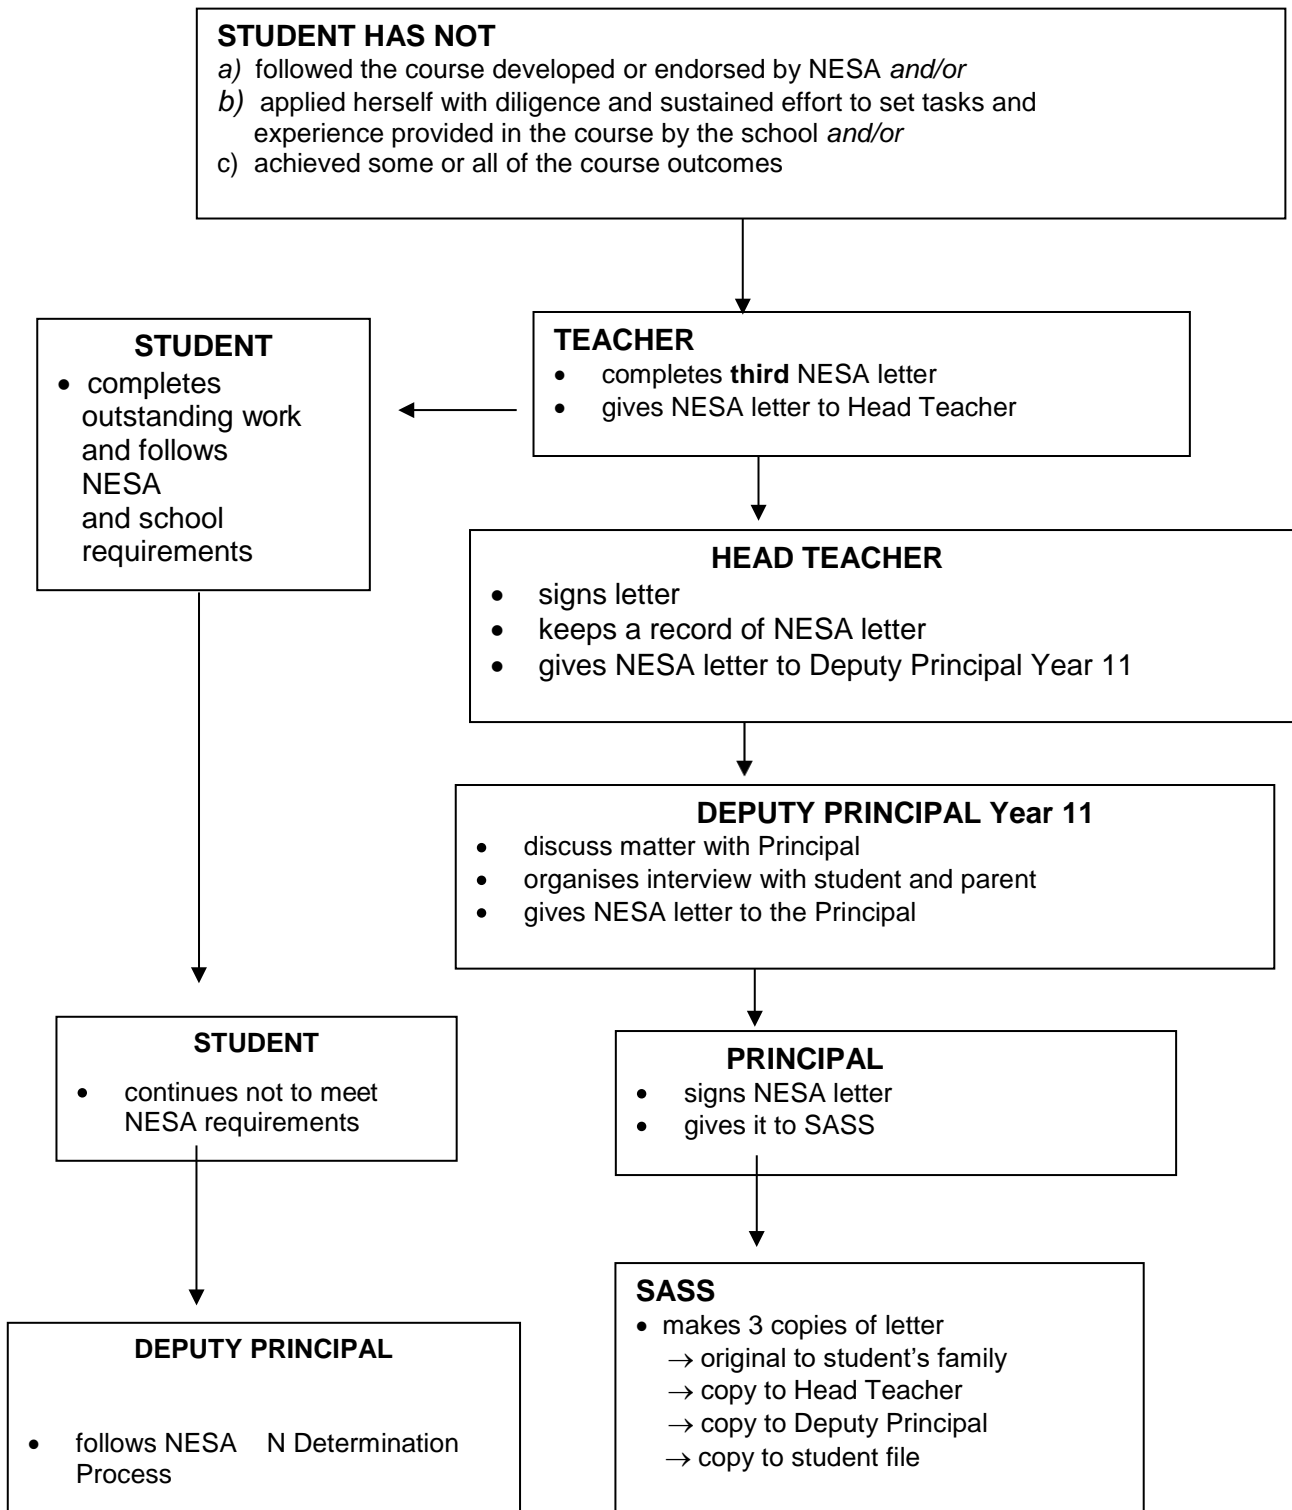 STUDENT HAS NOT
a) followed the course developed or endorsed by NESA and/or
b) applied herself with diligence and sustained effort to set tasks and
experience provided in the course by the school and/or
c) achieved some or all of the course outcomes
TEACHER
• completes third NESA letter
• gives NESA letter to Head Teacher
STUDENT
• completes
outstanding work
and follows
NESA
and school
requirements
HEAD TEACHER
• signs letter
• keeps a record of NESA letter
• gives NESA letter to Deputy Principal Year 11
DEPUTY PRINCIPAL Year 11
• discuss matter with Principal
• organises interview with student and parent
• gives NESA letter to the Principal
STUDENT
• continues not to meet
NESA requirements
PRINCIPAL
• signs NESA letter
• gives it to SASS
DEPUTY PRINCIPAL
• follows NESA N Determination
Process
SASS
• makes 3 copies of letter
→ original to student’s family
→ copy to Head Teacher
→ copy to Deputy Principal
→ copy to student file